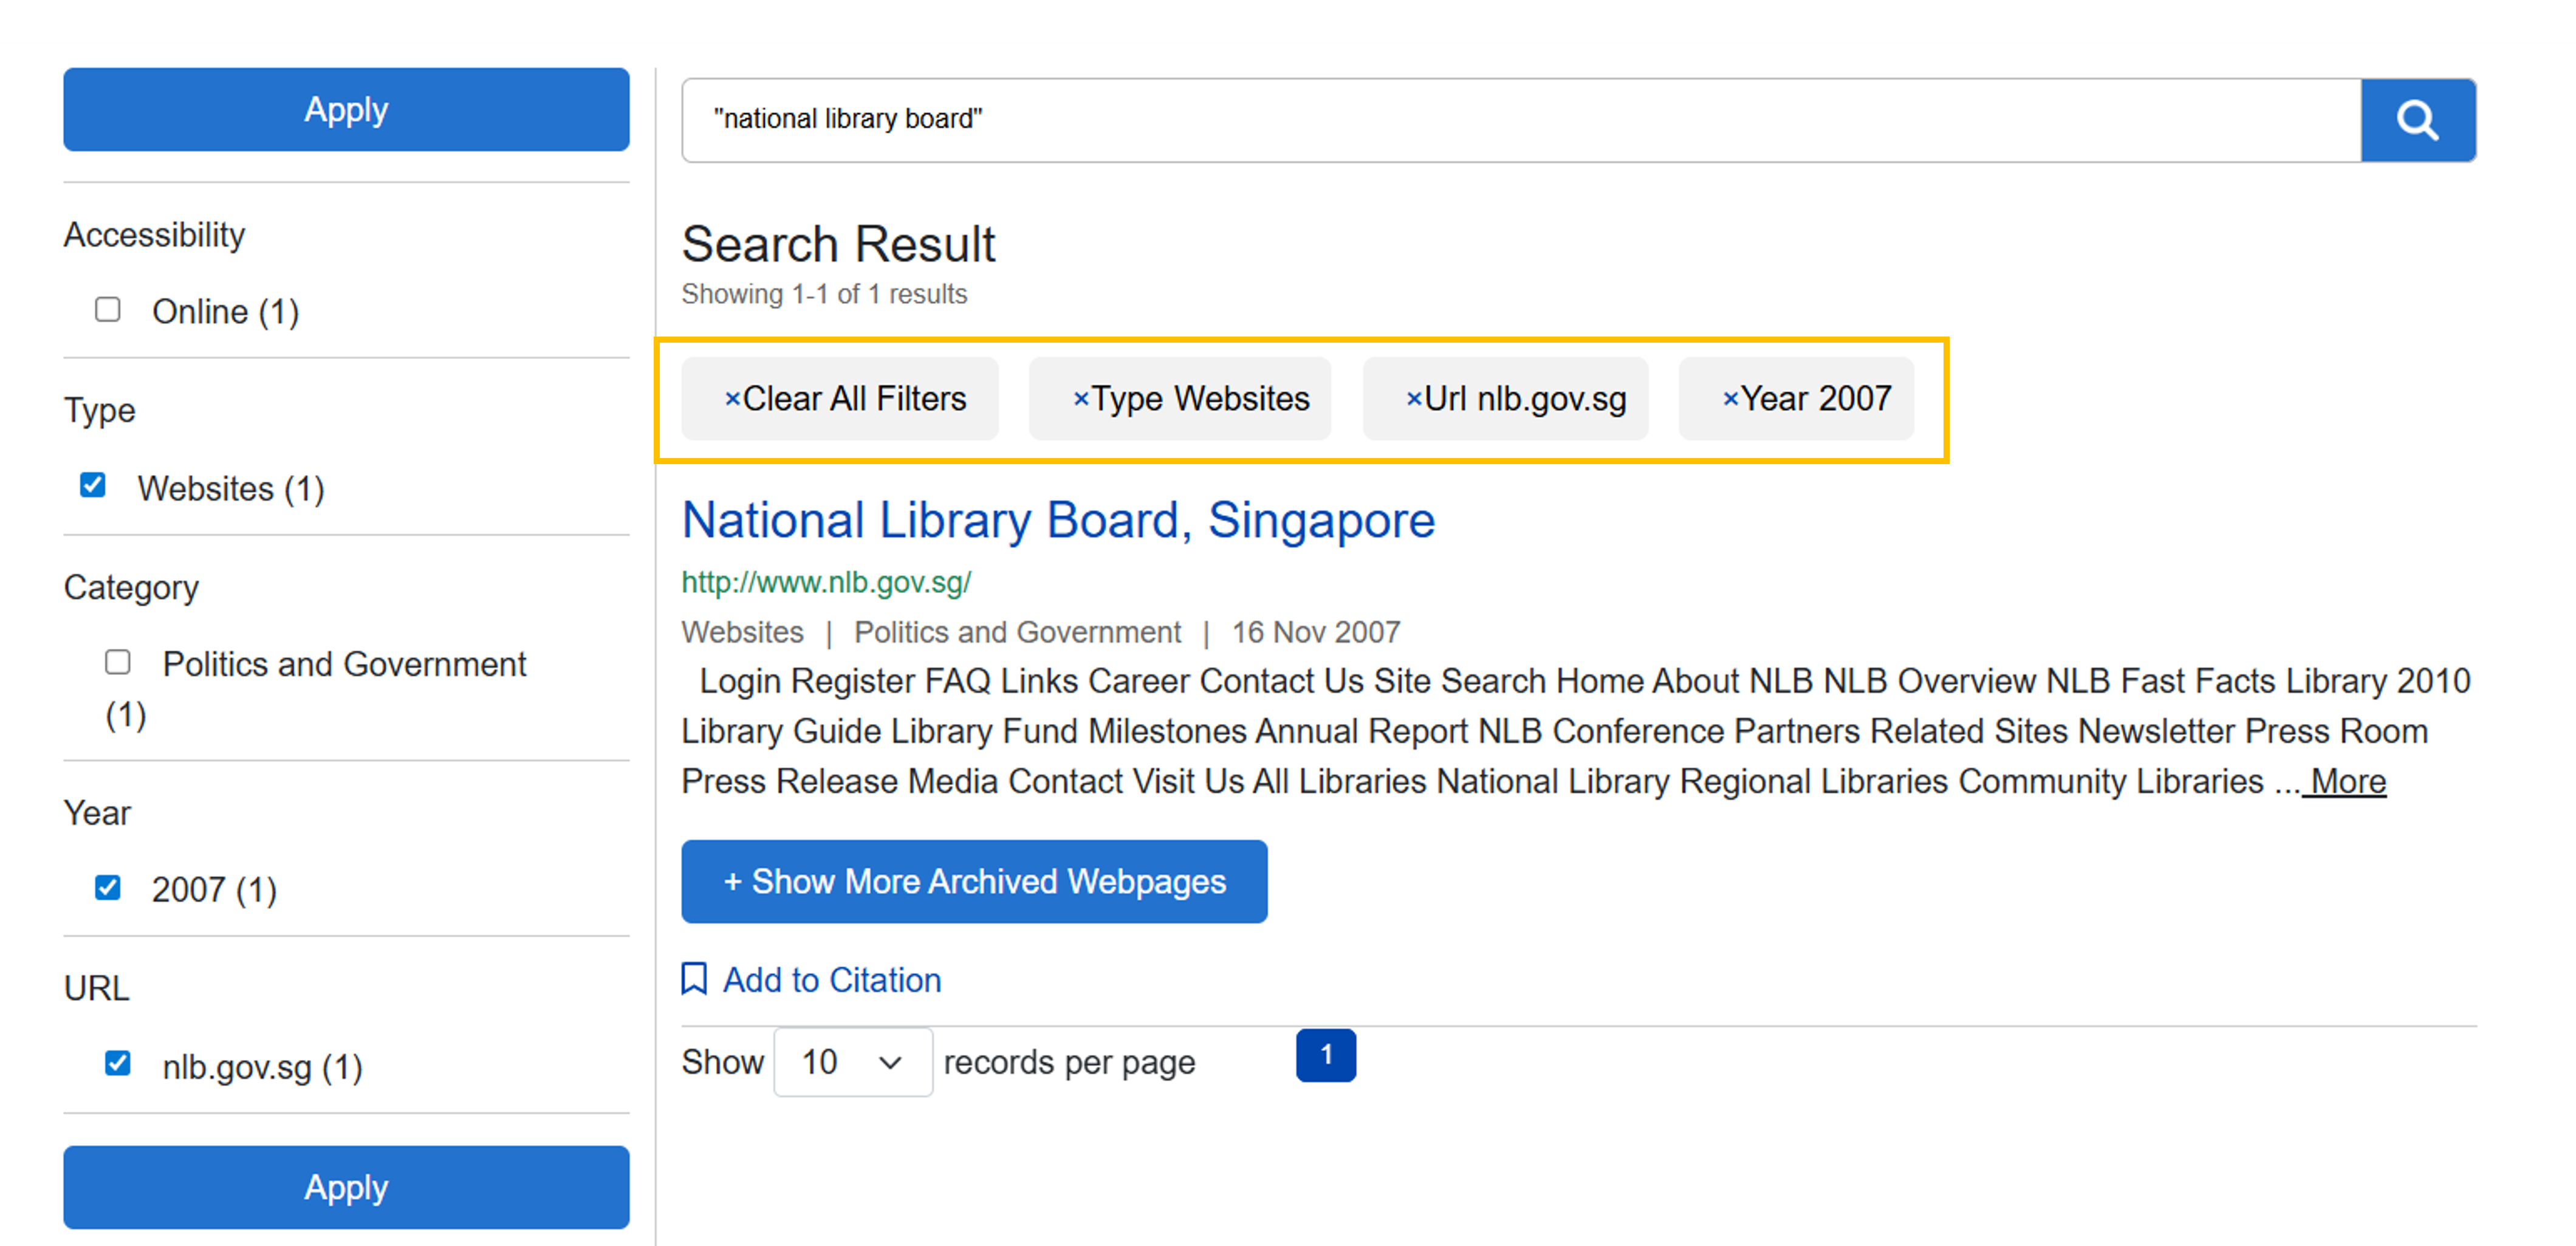 Apply
Accessibility
Online (1)
Type
Websites (1)
Category
Politics and Government
(1)
Year
2007 (1)
URL
nlb.gov.sg (1)
Apply
"national library board"
Search Result
Showing 1-1 of 1 results
×Clear All Filters ×Type Websites ×Url nlb.gov.sg ×Year 2007
National Library Board, Singapore
http://www.nlb.gov.sg/
Websites | Politics and Government | 16 Nov 2007
Login Register FAQ Links Career Contact Us Site Search Home About NLB NLB Overview NLB Fast Facts Library 2010
Library Guide Library Fund Milestones Annual Report NLB Conference Partners Related Sites Newsletter Press Room
Press Release Media Contact Visit Us All Libraries National Library Regional Libraries Community Libraries ... More
+ Show More Archived Webpages
Add to Citation
Show 10 records per page 1